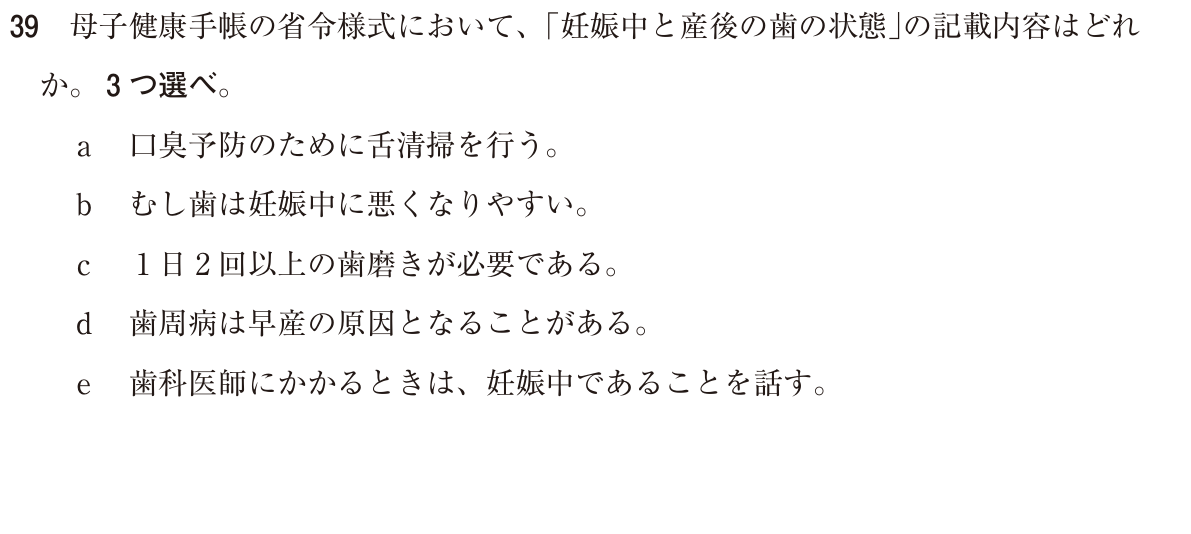 39 母子健康手帳の省令様式において、「妊娠中と産後の歯の状態」の記載内容はどれ
か。 3 つ選べ。
a 口臭予防のために舌清掃を行う。
b むし歯は妊娠中に悪くなりやすい。
c 1日2回以上の歯磨きが必要である。
d 歯周病は早産の原因となることがある。
e 歯科医師にかかるときは、妊娠中であることを話す。